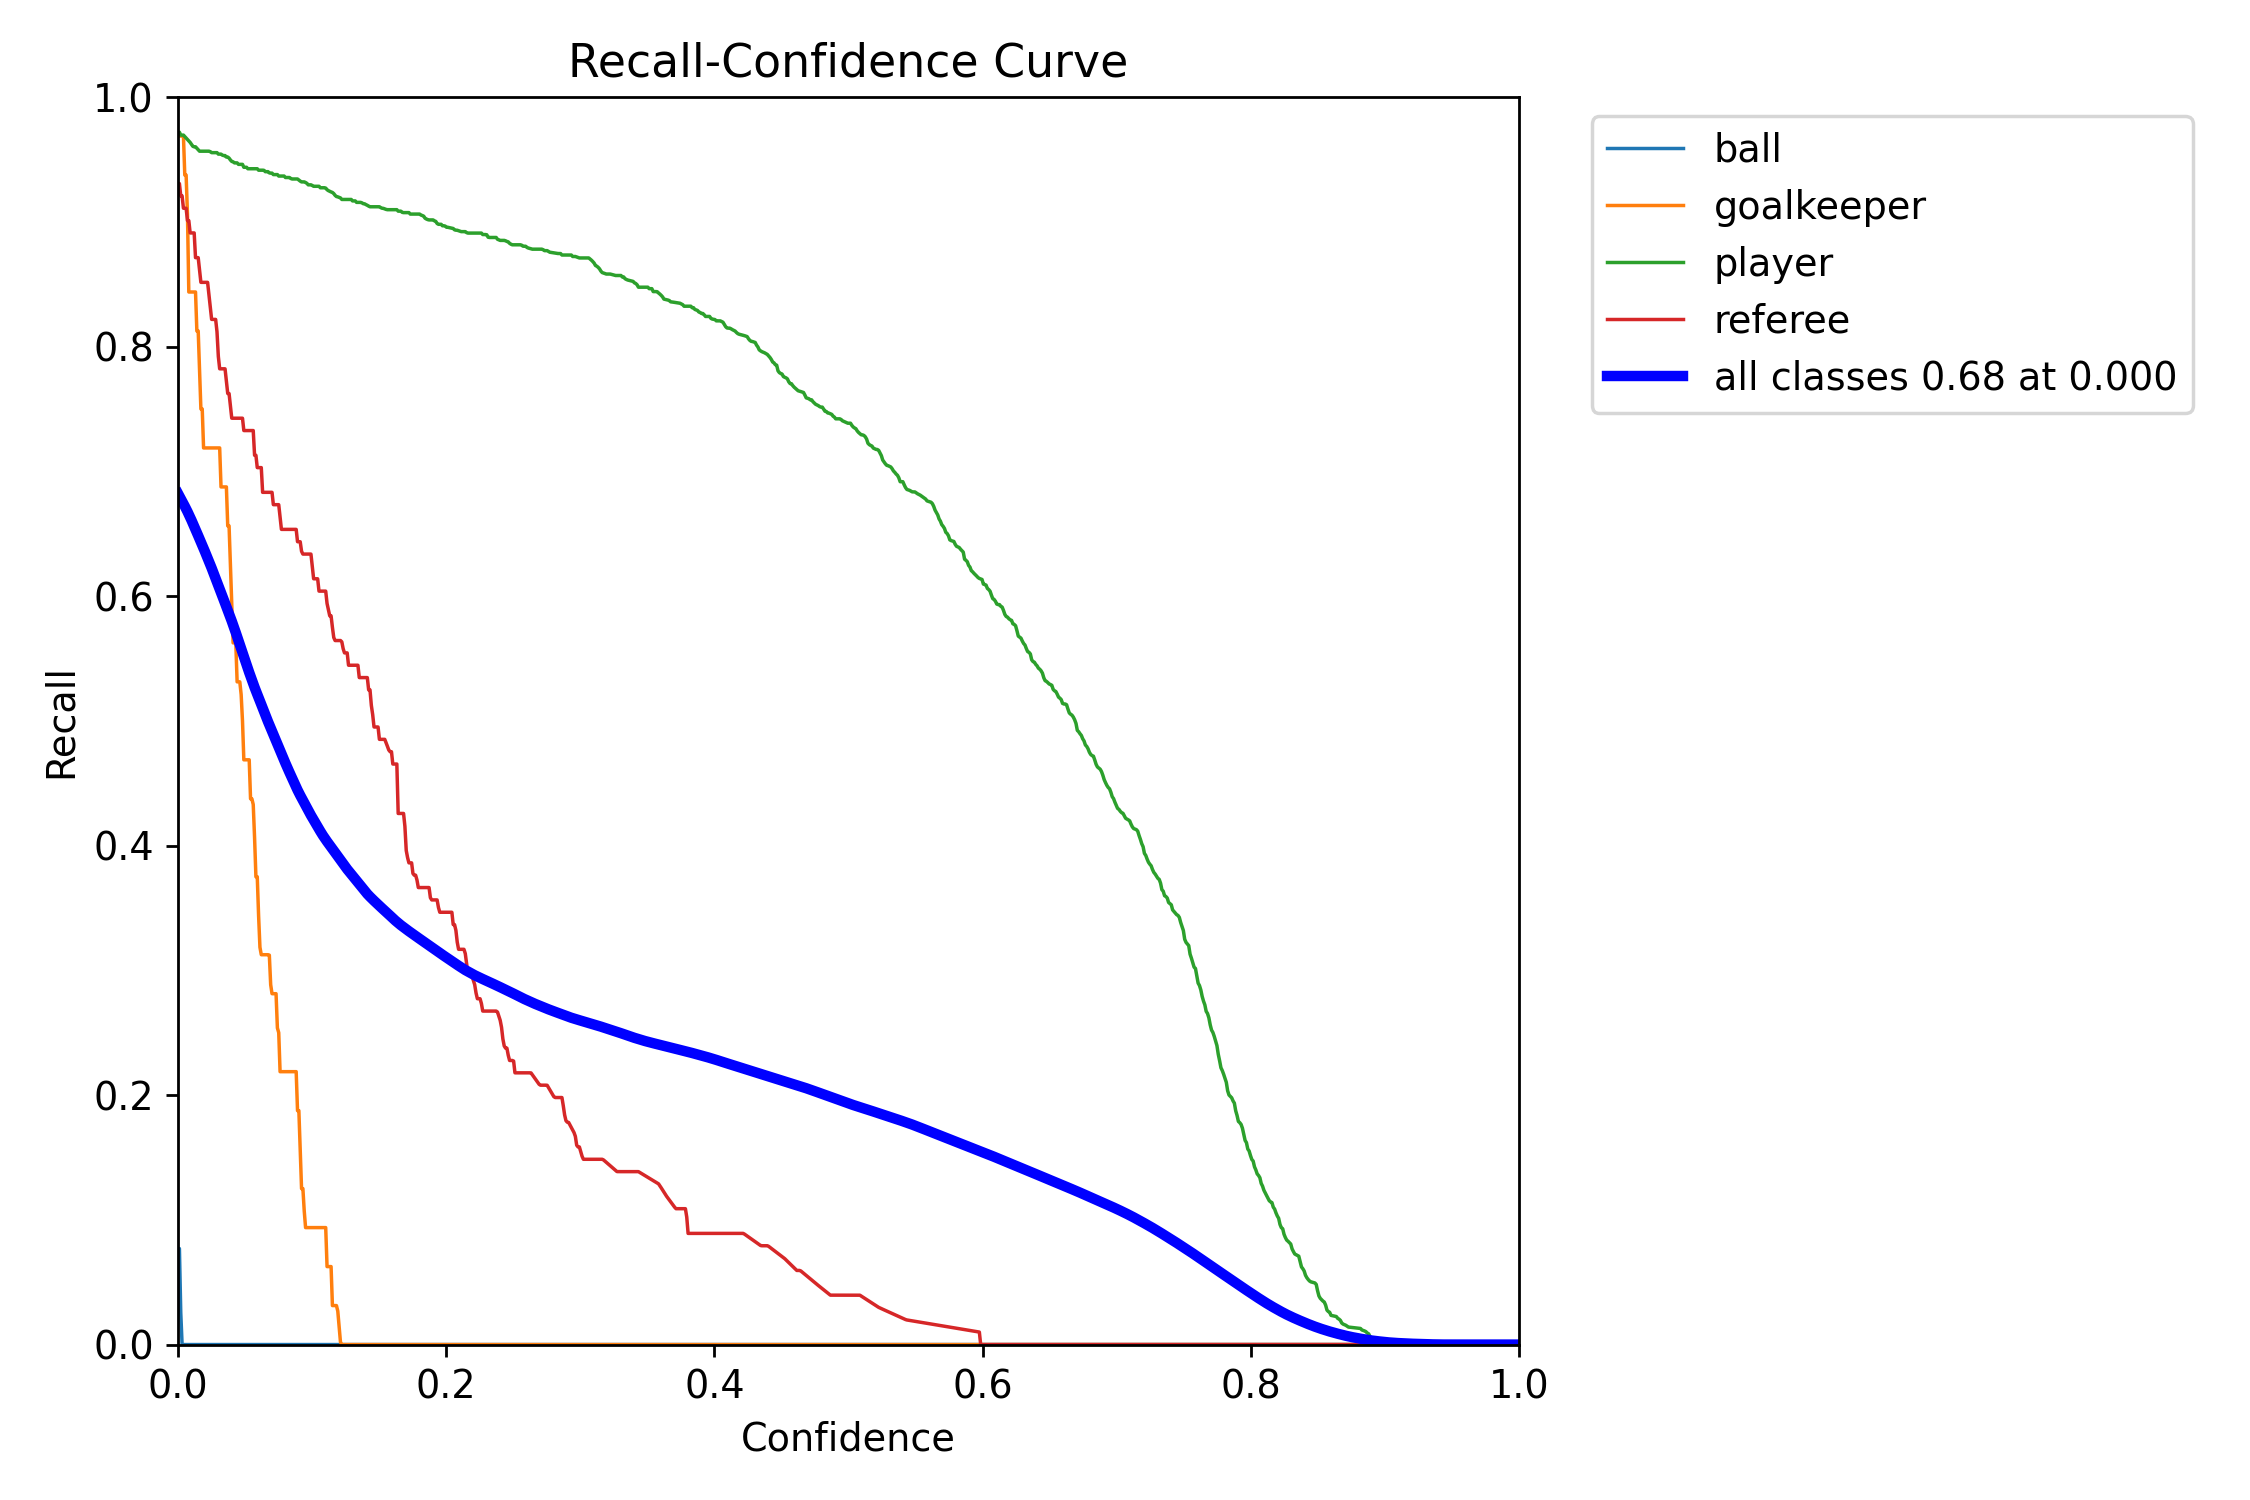 Recall-Confidence Curve
1.0
0.8
0.6
0.4
0.2
0.0
Recall
0.0 0.2 0.4 0.6 0.8 1.0
Confidence
ball
goalkeeper
player
referee
all classes 0.68 at 0.000